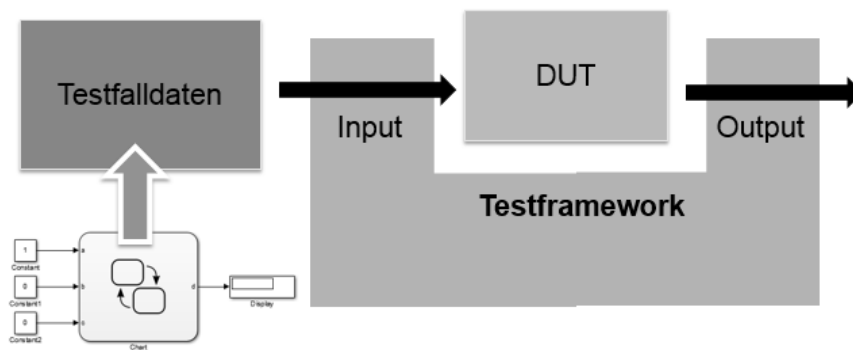 Testfalldaten
DUT
Input
Output
Testframework
1
Constant
0
Constant1
0
Constant2
a
b
c
d
Chart
Display